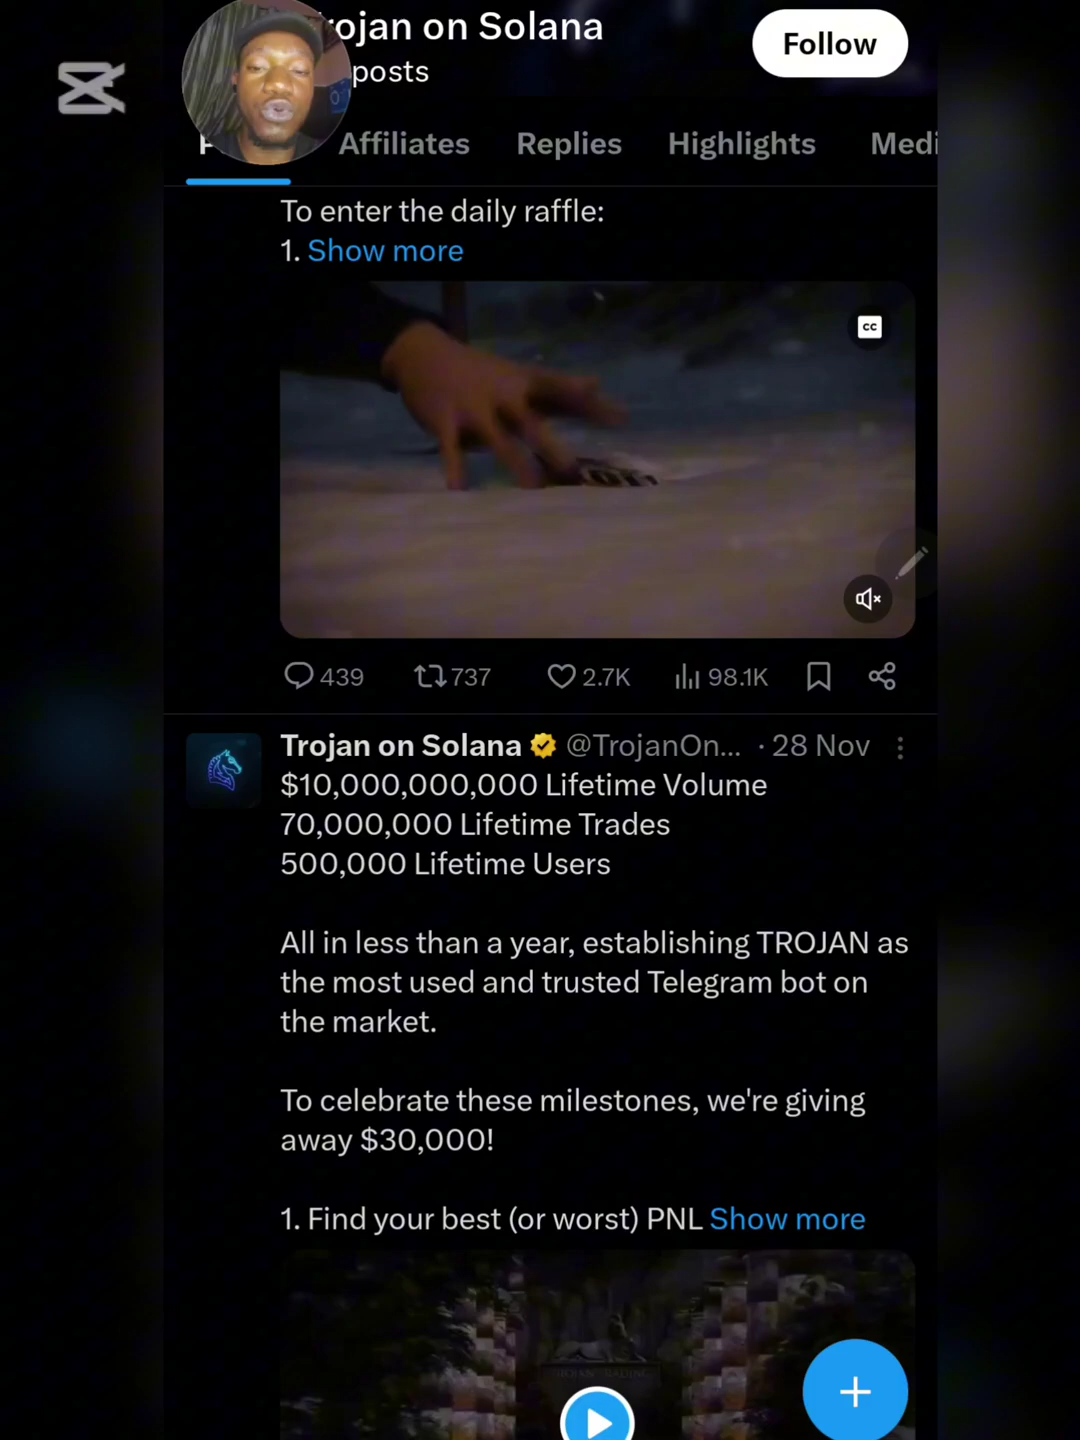 rojan on Solana
posts
Follow
Affiliates
Replies
Highlights
Medi
To enter the daily raffle:
1. Show more
CC
439
737
2.7K
98.1K
Trojan on Solana @TrojanOn... · 28 Nov
$10,000,000,000 Lifetime Volume
70,000,000 Lifetime Trades
500,000 Lifetime Users
All in less than a year, establishing TROJAN as
the most used and trusted Telegram bot on
the market.
To celebrate these milestones, we're giving
away $30,000!
1. Find your best (or worst) PNL Show more